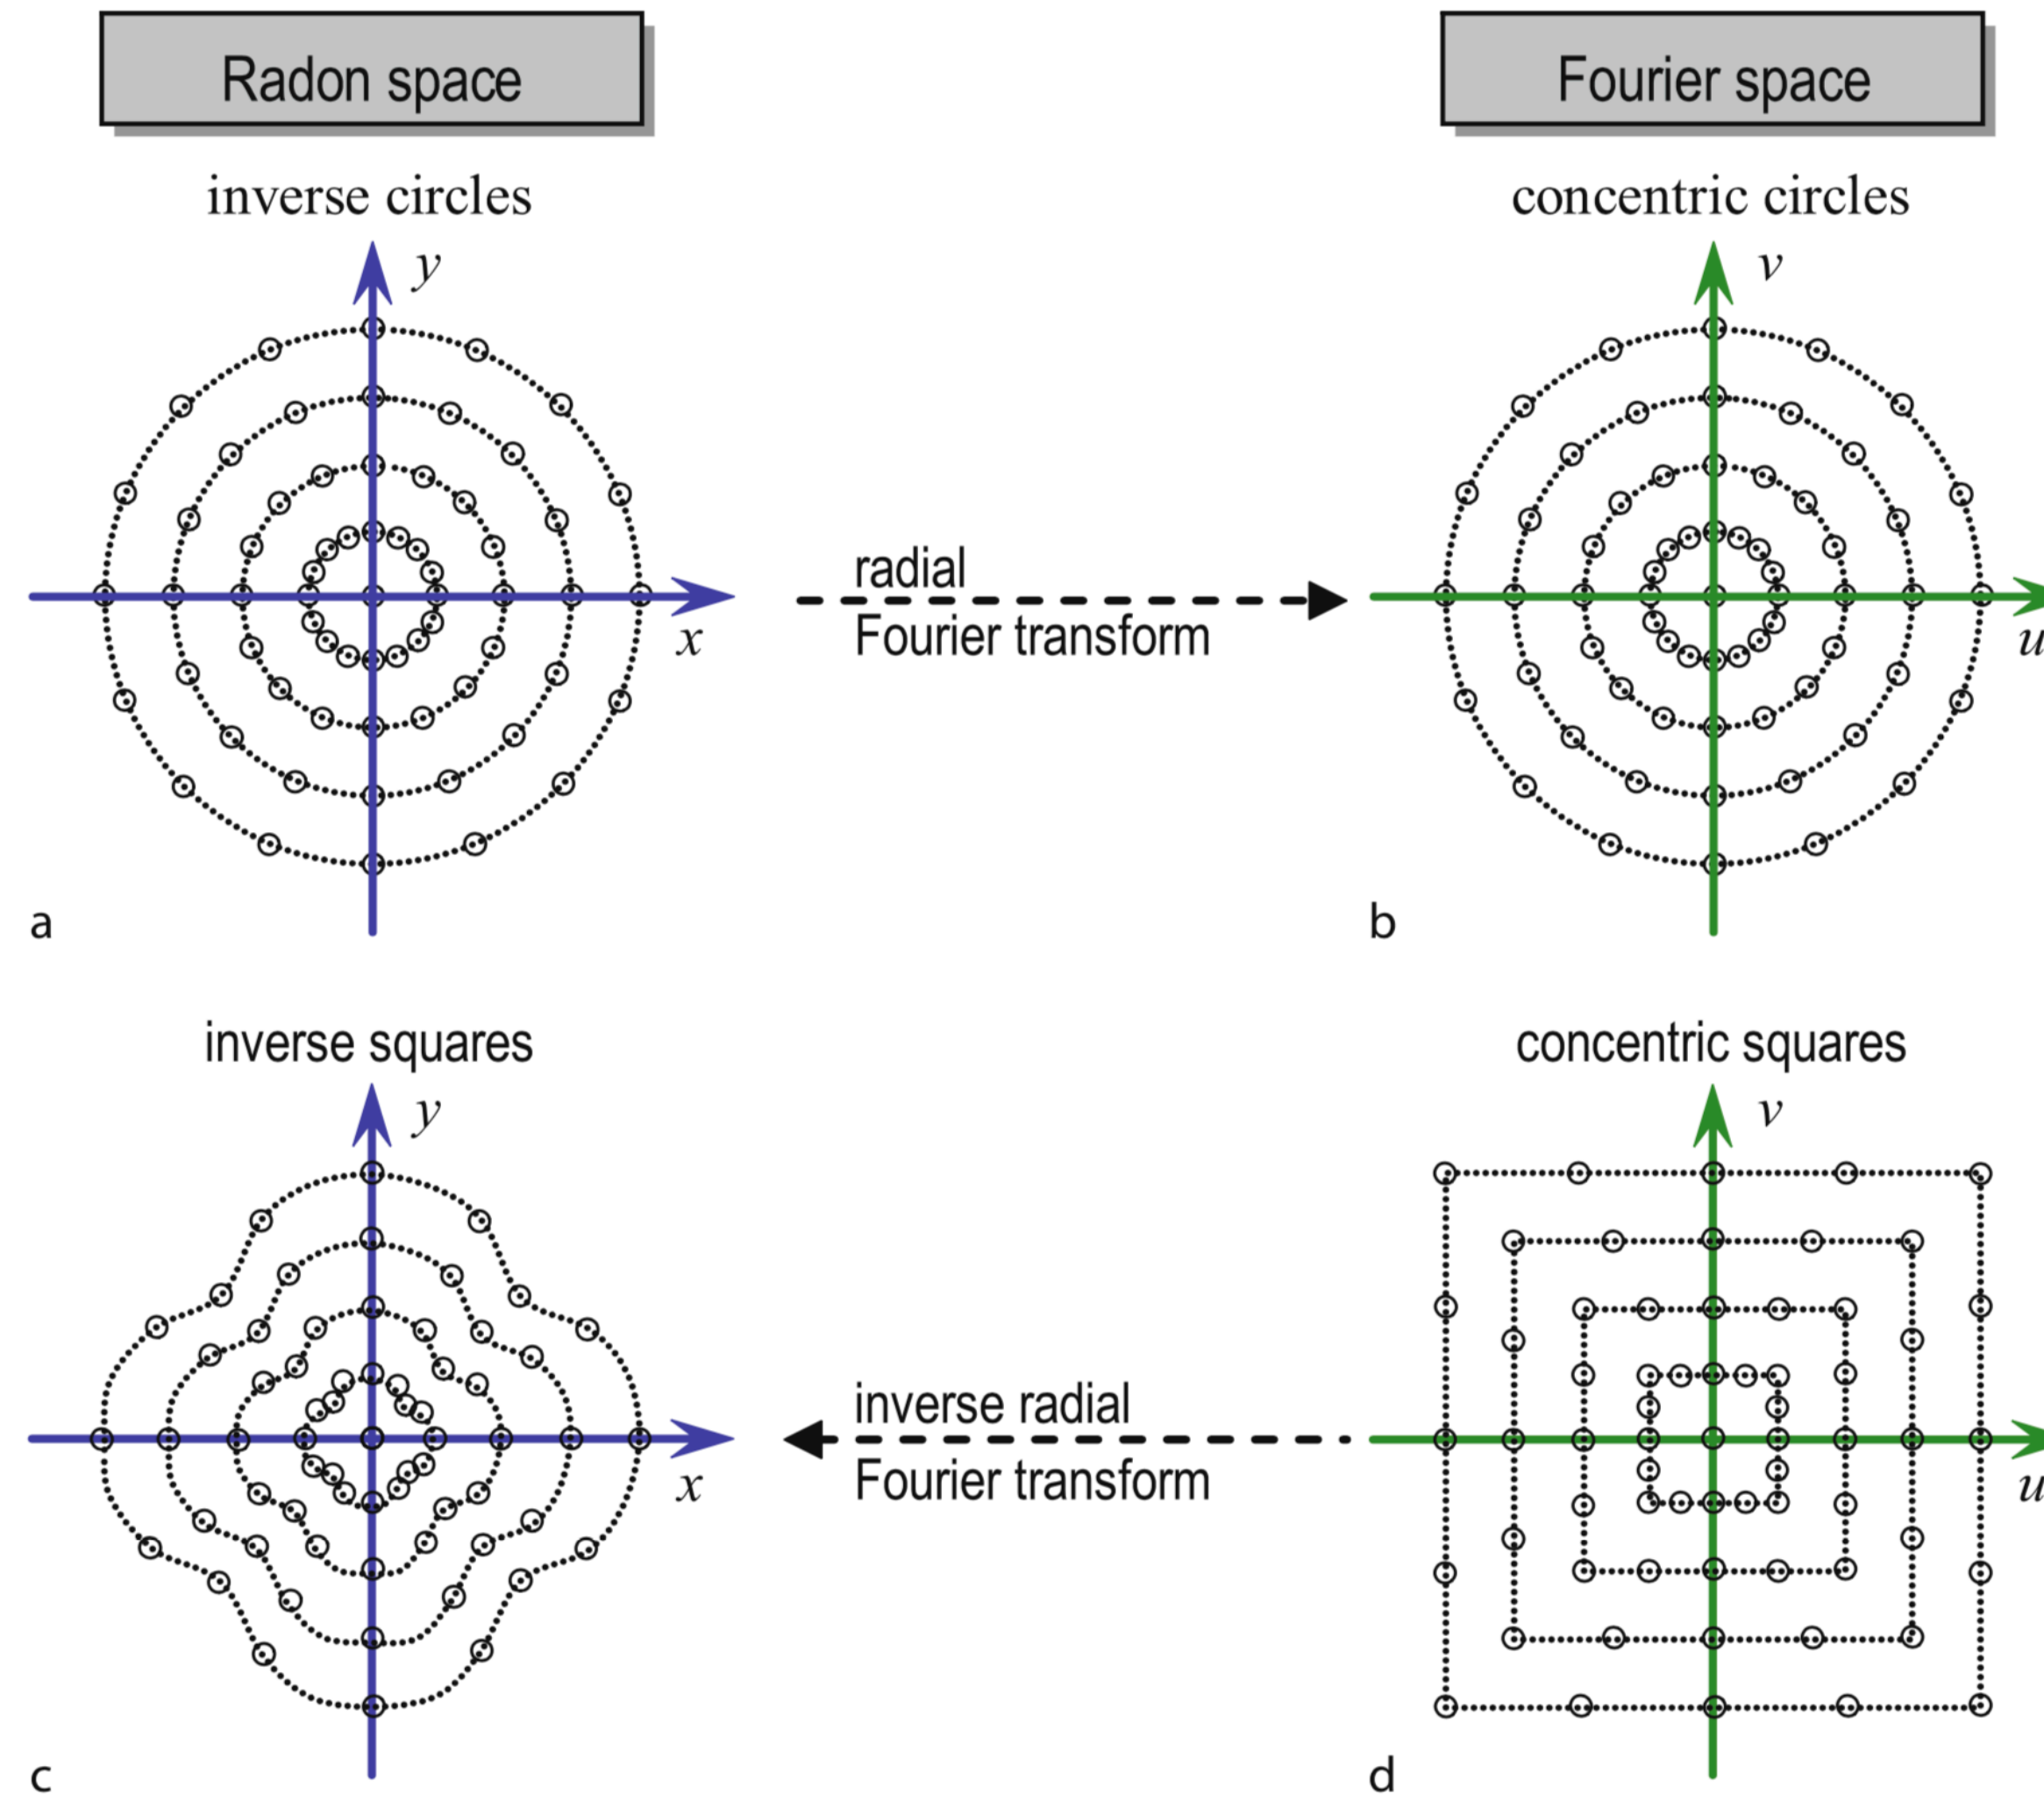 Radon space
Fourier space
inverse circles
concentric circles
y
v
radial
Fourier transform
x
u
a
b
inverse squares
concentric squares
y
v
inverse radial
Fourier transform
x
u
c
d